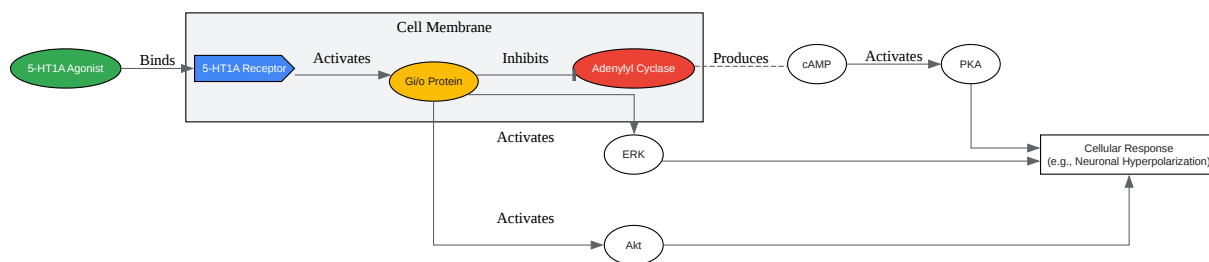 Cell Membrane
5-HT1A Agonist
Binds
5-HT1A Receptor
Activates
Gi/o Protein
Inhibits
Adenylyl Cyclase
Produces
cAMP
Activates
PKA
Activates
ERK
Cellular Response
(e.g., Neuronal Hyperpolarization)
Activates
Akt